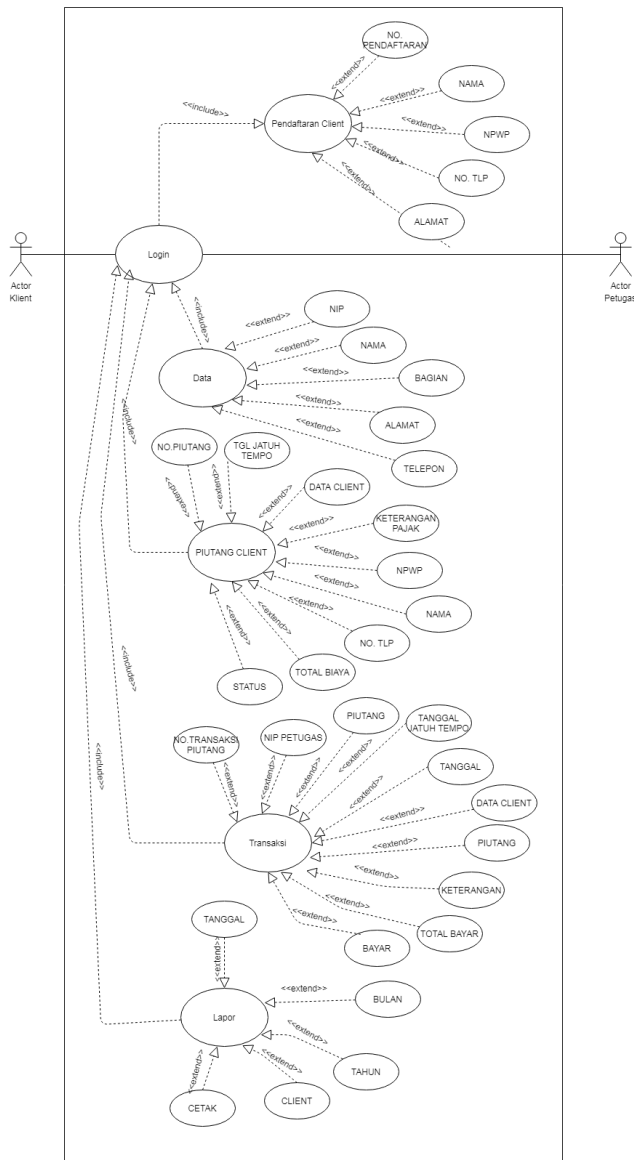 NO.
PENDAFTARAN
<<extend>>
NAMA
<<extend>>
<<include>>
Pendaftaran Client
<<extend>>
NPWP
<<extend>>
NO. TLP
<<extend>>
ALAMAT
Login
Actor
Klient
Actor
Petugas
<<include>>
NIP
<<extend>>
NAMA
<<extend>>
Data
<<extend>>
BAGIAN
<<extend>>
ALAMAT
<<extend>>
TELEPON
<<include>>
NO.PIUTANG
TGL JATUH
TEMPO
<<extend>>
<<extend>>
DATA CLIENT
<<extend>>
KETERANGAN
PAJAK
<<extend>>
PIUTANG CLIENT
<<extend>>
NPWP
<<extend>>
NAMA
<<extend>>
NO. TLP
<<extend>>
TOTAL BIAYA
<<extend>>
STATUS
<<include>>
NO.TRANSAKSI
PIUTANG
NIP PETUGAS
PIUTANG
TANGGAL
JATUH TEMPO
<<extend>>
<<extend>>
<<extend>>
<<extend>>
TANGGAL
<<extend>>
DATA CLIENT
<<extend>>
Transaksi
<<extend>>
PIUTANG
<<extend>>
KETERANGAN
<<extend>>
TOTAL BAYAR
<<extend>>
BAYAR
<<include>>
TANGGAL
<<extend>>
<<extend>>
BULAN
Lapor
<<extend>>
TAHUN
<<extend>>
CLIENT
<<extend>>
CETAK